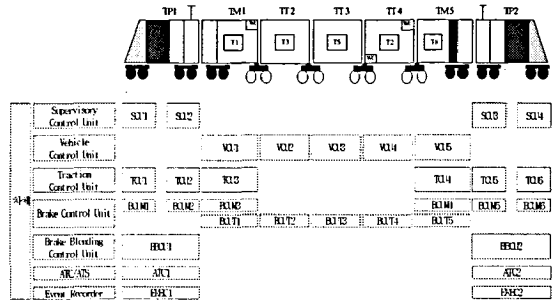 TP1 TM1 TT2 TT3 TT4 TM5 TP2
T1 T3 T5 T2 T4
Supervisory Control Unit SCU1 SCU2 SCU3 SCU4
Vehicle Control Unit VCU1 VCU2 VCU3 VCU4 VCU5
Traction Control Unit TCU1 TCU2 TCU3 TCU4 TCU5 TCU6
Brake Control Unit BCUM1 BCUM2 BCUM3 BCUM4 BCUM5 BCUM6
BCUT1 BCUT2 BCUT3 BCUT4 BCUT5
Brake Blending Control Unit BBCU1 BBCU2
ATC/ATS ATC1 ATC2
Event Recorder